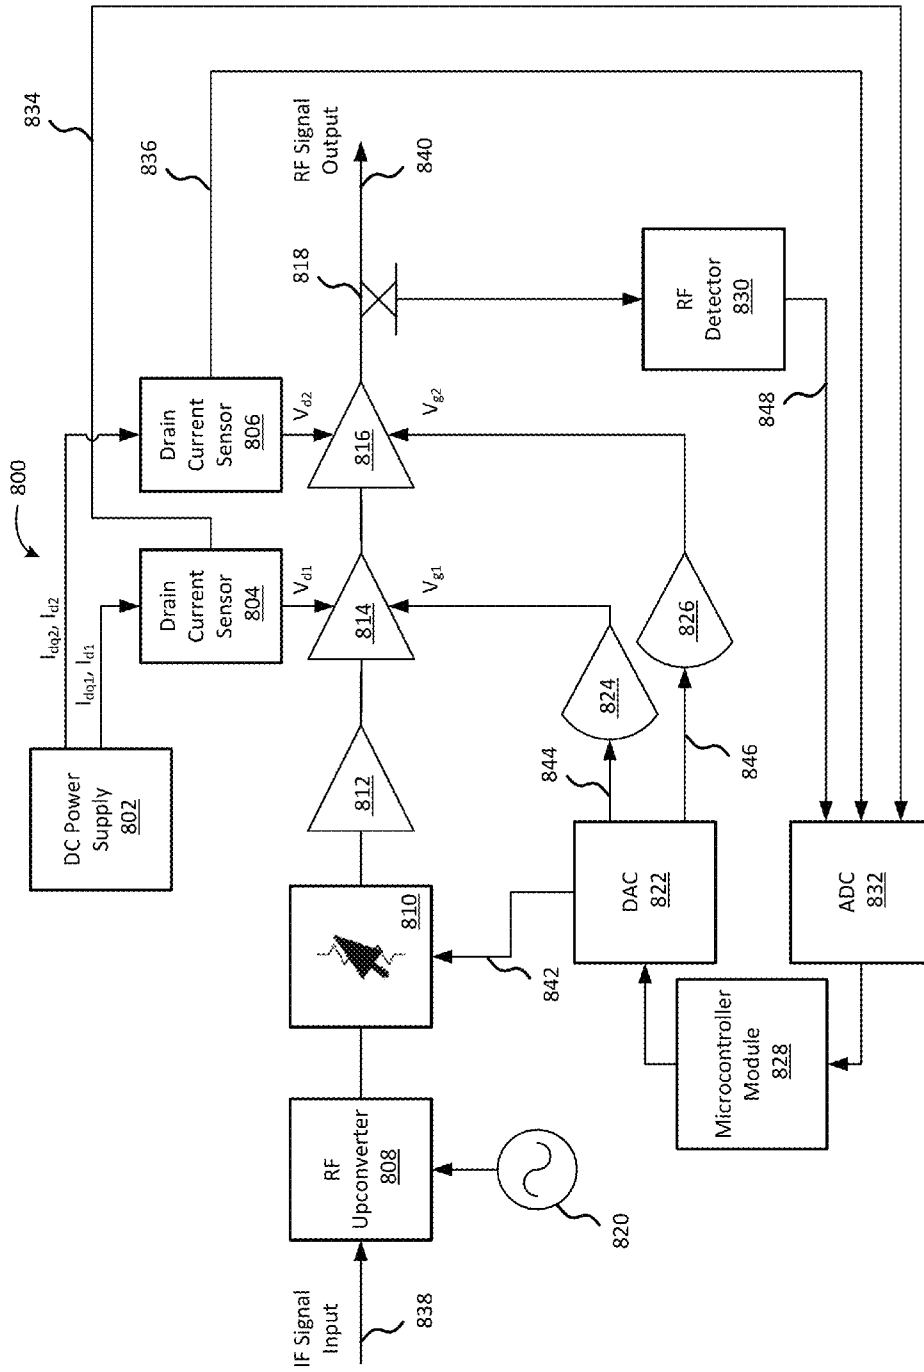 800
834
836
I_dq2, I_d2
I_dq1, I_d1
DC Power
Supply
802
Drain
Current
Sensor
804
Drain
Current
Sensor
806
V_d1
V_d2
IF Signal
Input
838
RF
Upconverter
808
810
812
814
816
818
RF Signal
Output
840
820
842
V_g1
V_g2
DAC
822
844
824
846
826
RF
Detector
830
848
Microcontroller
Module
828
ADC
832